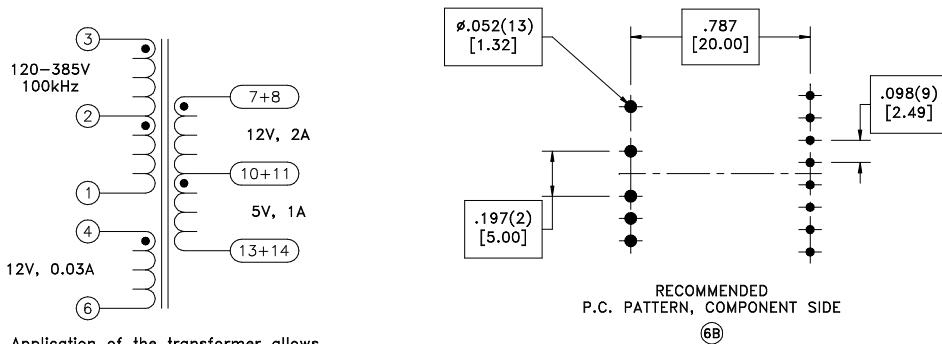 3
120–385V
100kHz
2
1
4
12V, 0.03A
6
7+8
12V, 2A
10+11
5V, 1A
13+14
Application of the transformer allows
ø.052(13)
[1.32]
.787
[20.00]
.098(9)
[2.49]
.197(2)
[5.00]
RECOMMENDED
P.C. PATTERN, COMPONENT SIDE
6B